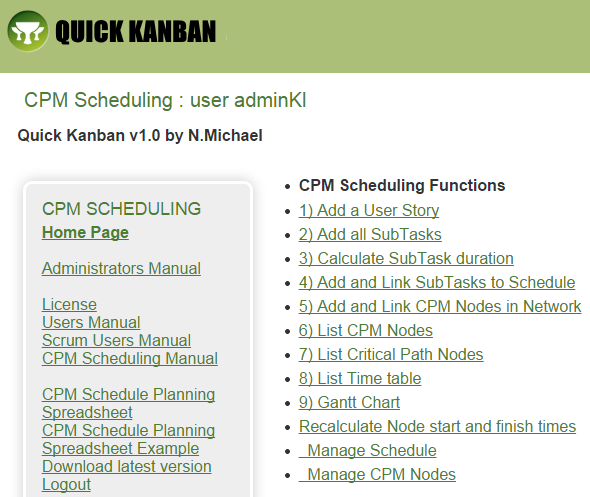 QUICK KANBAN
CPM Scheduling : user adminKl
Quick Kanban v1.0 by N.Michael
CPM SCHEDULING
Home Page
Administrators Manual
License
Users Manual
Scrum Users Manual
CPM Scheduling Manual
CPM Schedule Planning
Spreadsheet
CPM Schedule Planning
Spreadsheet Example
Download latest version
Logout
CPM Scheduling Functions
1) Add a User Story
2) Add all SubTasks
3) Calculate SubTask duration
4) Add and Link SubTasks to Schedule
5) Add and Link CPM Nodes in Network
6) List CPM Nodes
7) List Critical Path Nodes
8) List Time table
9) Gantt Chart
Recalculate Node start and finish times
Manage Schedule
Manage CPM Nodes